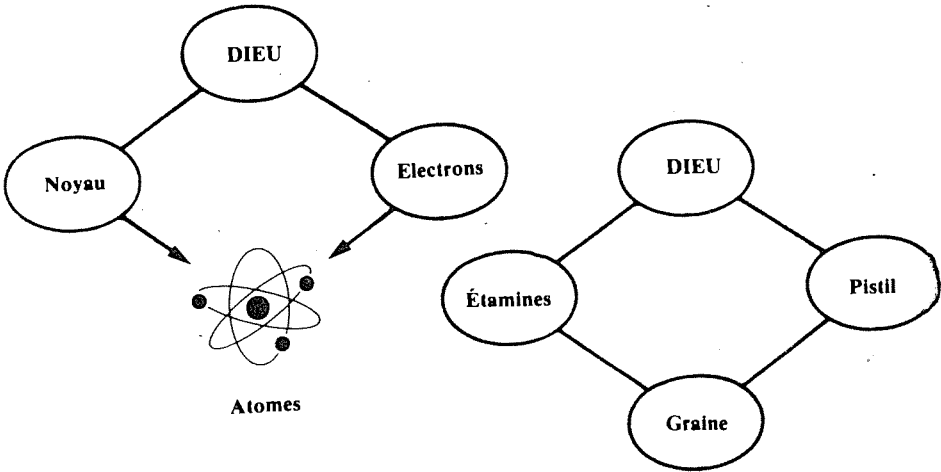 DIEU
Noyau
Electrons
Atomes
DIEU
Étamines
Pistil
Graine